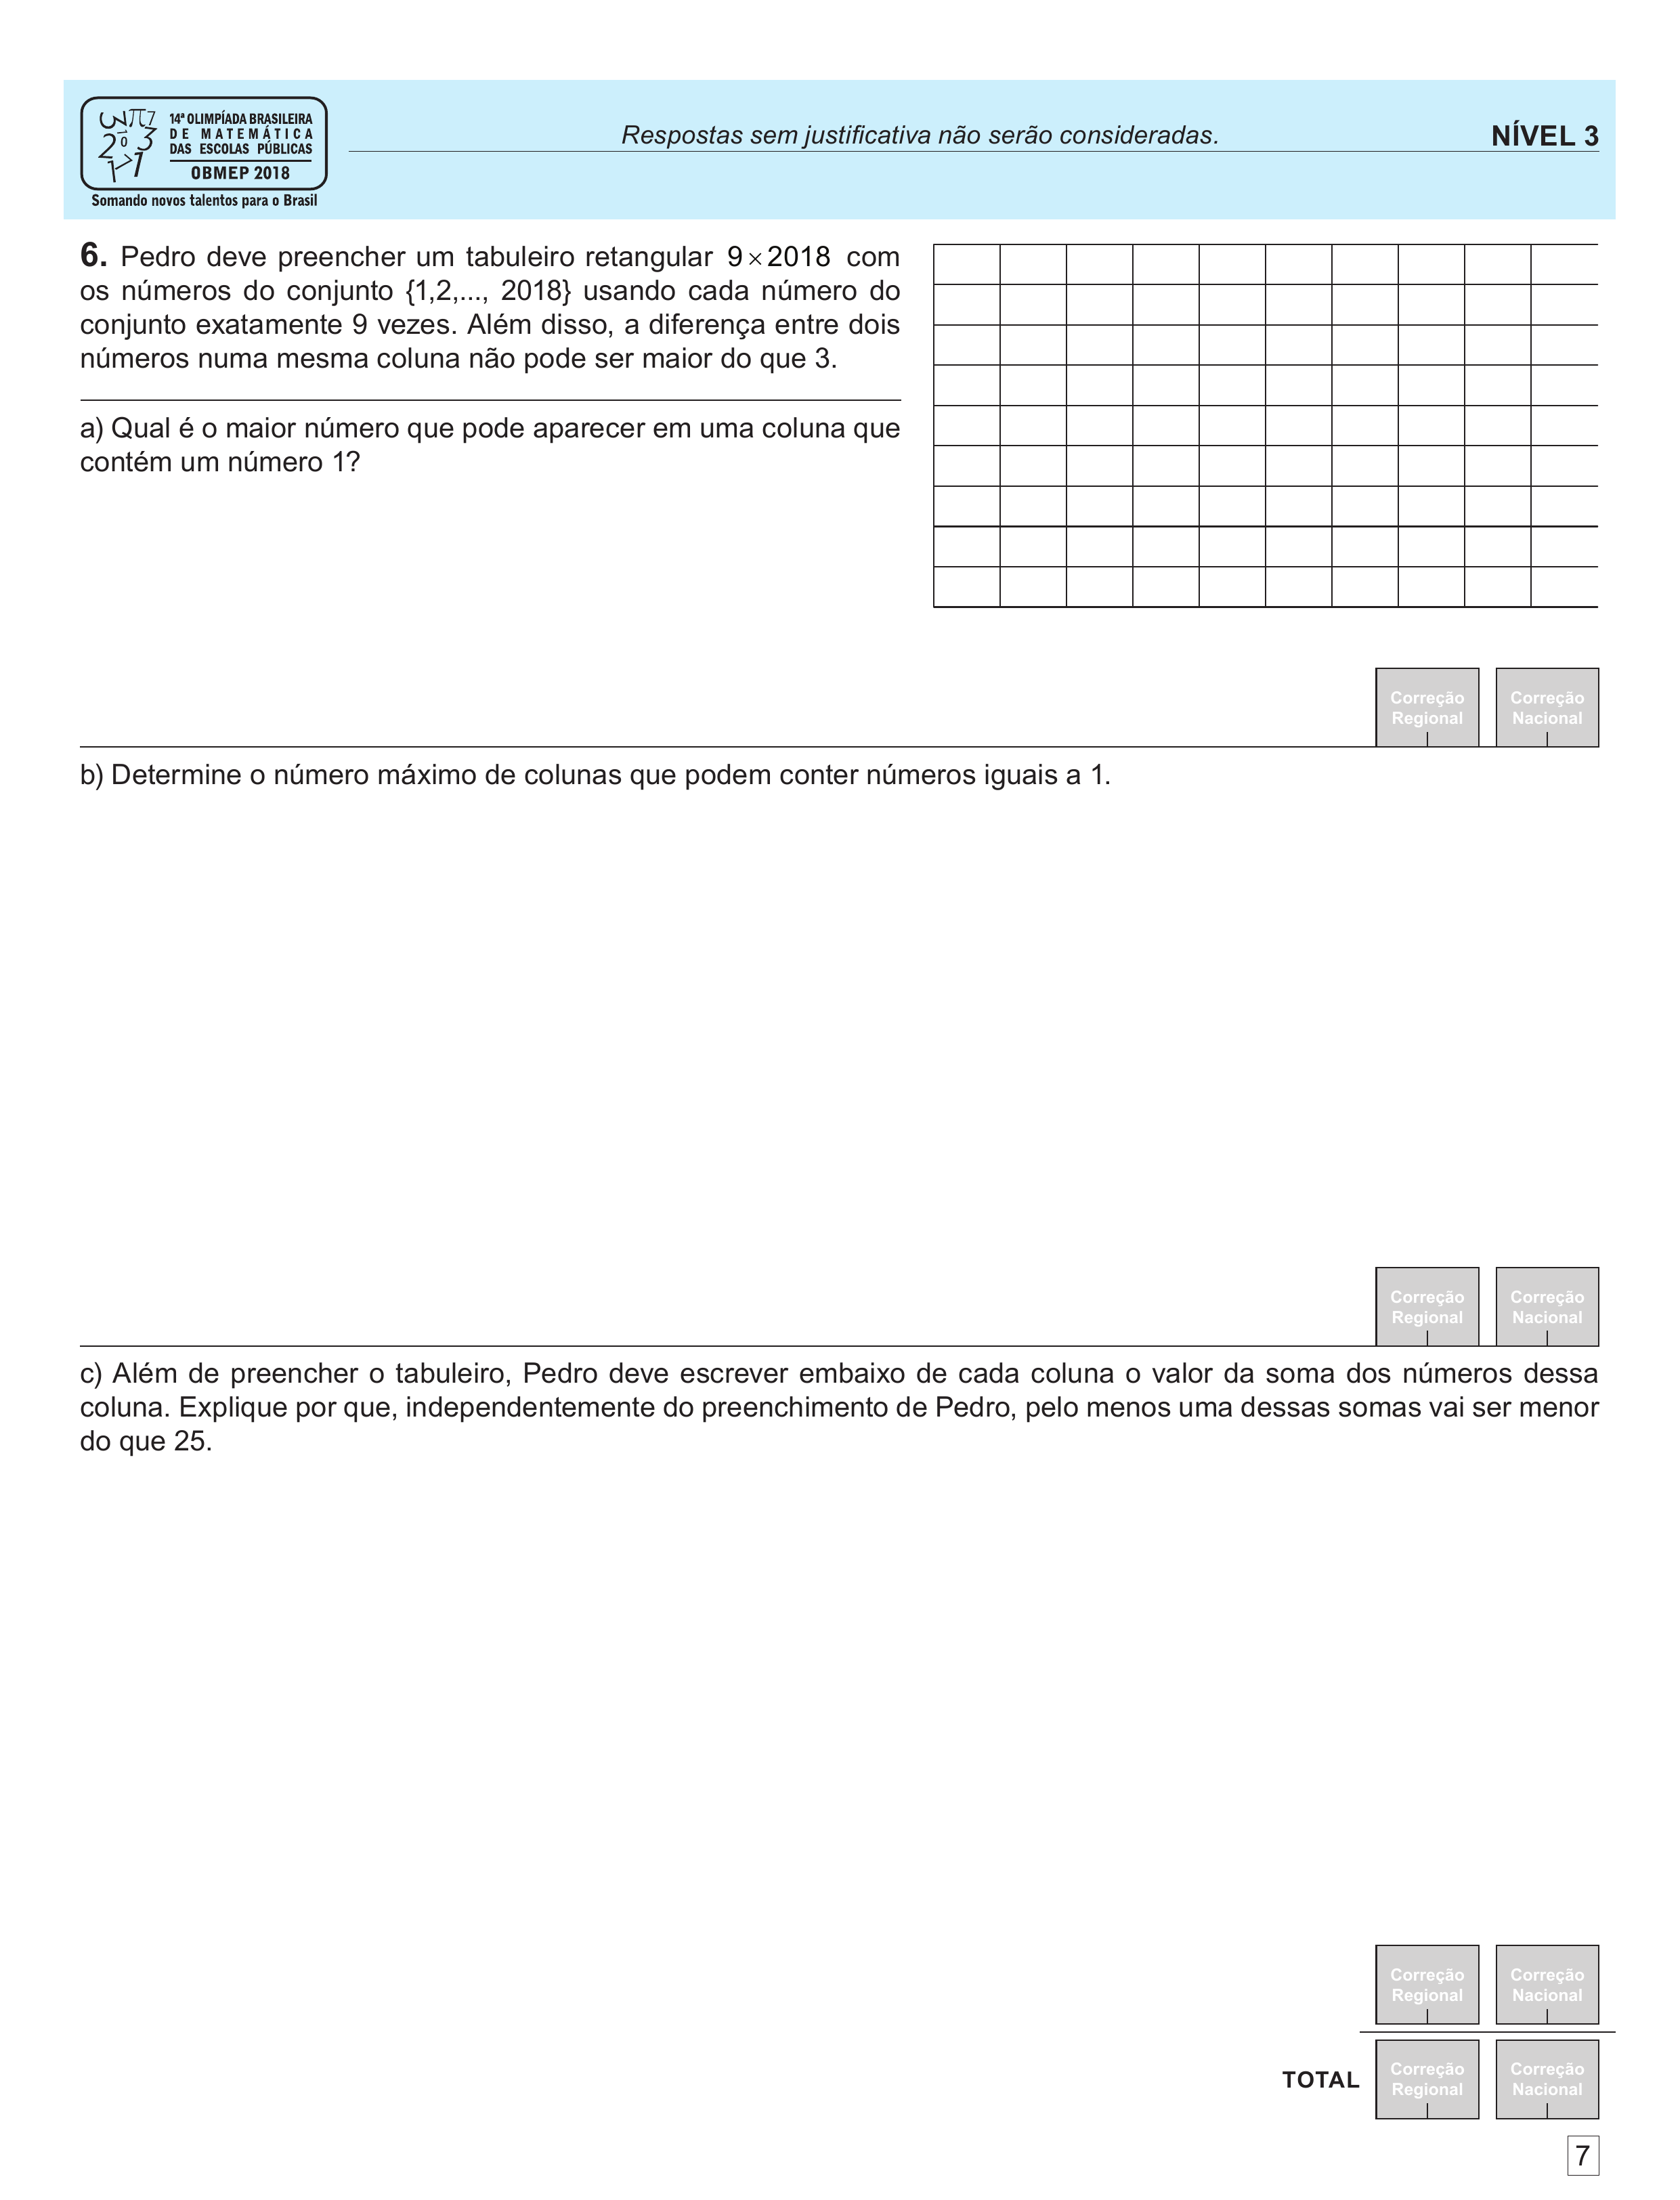 14ª OLIMPÍADA BRASILEIRA
DE MATEMÁTICA
DAS ESCOLAS PÚBLICAS
OBMEP 2018
Somando novos talentos para o Brasil
Respostas sem justificativa não serão consideradas.
NÍVEL 3
6. Pedro deve preencher um tabuleiro retangular 9×2018 com
os números do conjunto {1,2,..., 2018} usando cada número do
conjunto exatamente 9 vezes. Além disso, a diferença entre dois
números numa mesma coluna não pode ser maior do que 3.
a) Qual é o maior número que pode aparecer em uma coluna que
contém um número 1?
Correção
Regional
Correção
Nacional
b) Determine o número máximo de colunas que podem conter números iguais a 1.
Correção
Regional
Correção
Nacional
c) Além de preencher o tabuleiro, Pedro deve escrever embaixo de cada coluna o valor da soma dos números dessa
coluna. Explique por que, independentemente do preenchimento de Pedro, pelo menos uma dessas somas vai ser menor
do que 25.
Correção
Regional
Correção
Nacional
TOTAL
Correção
Regional
Correção
Nacional
7